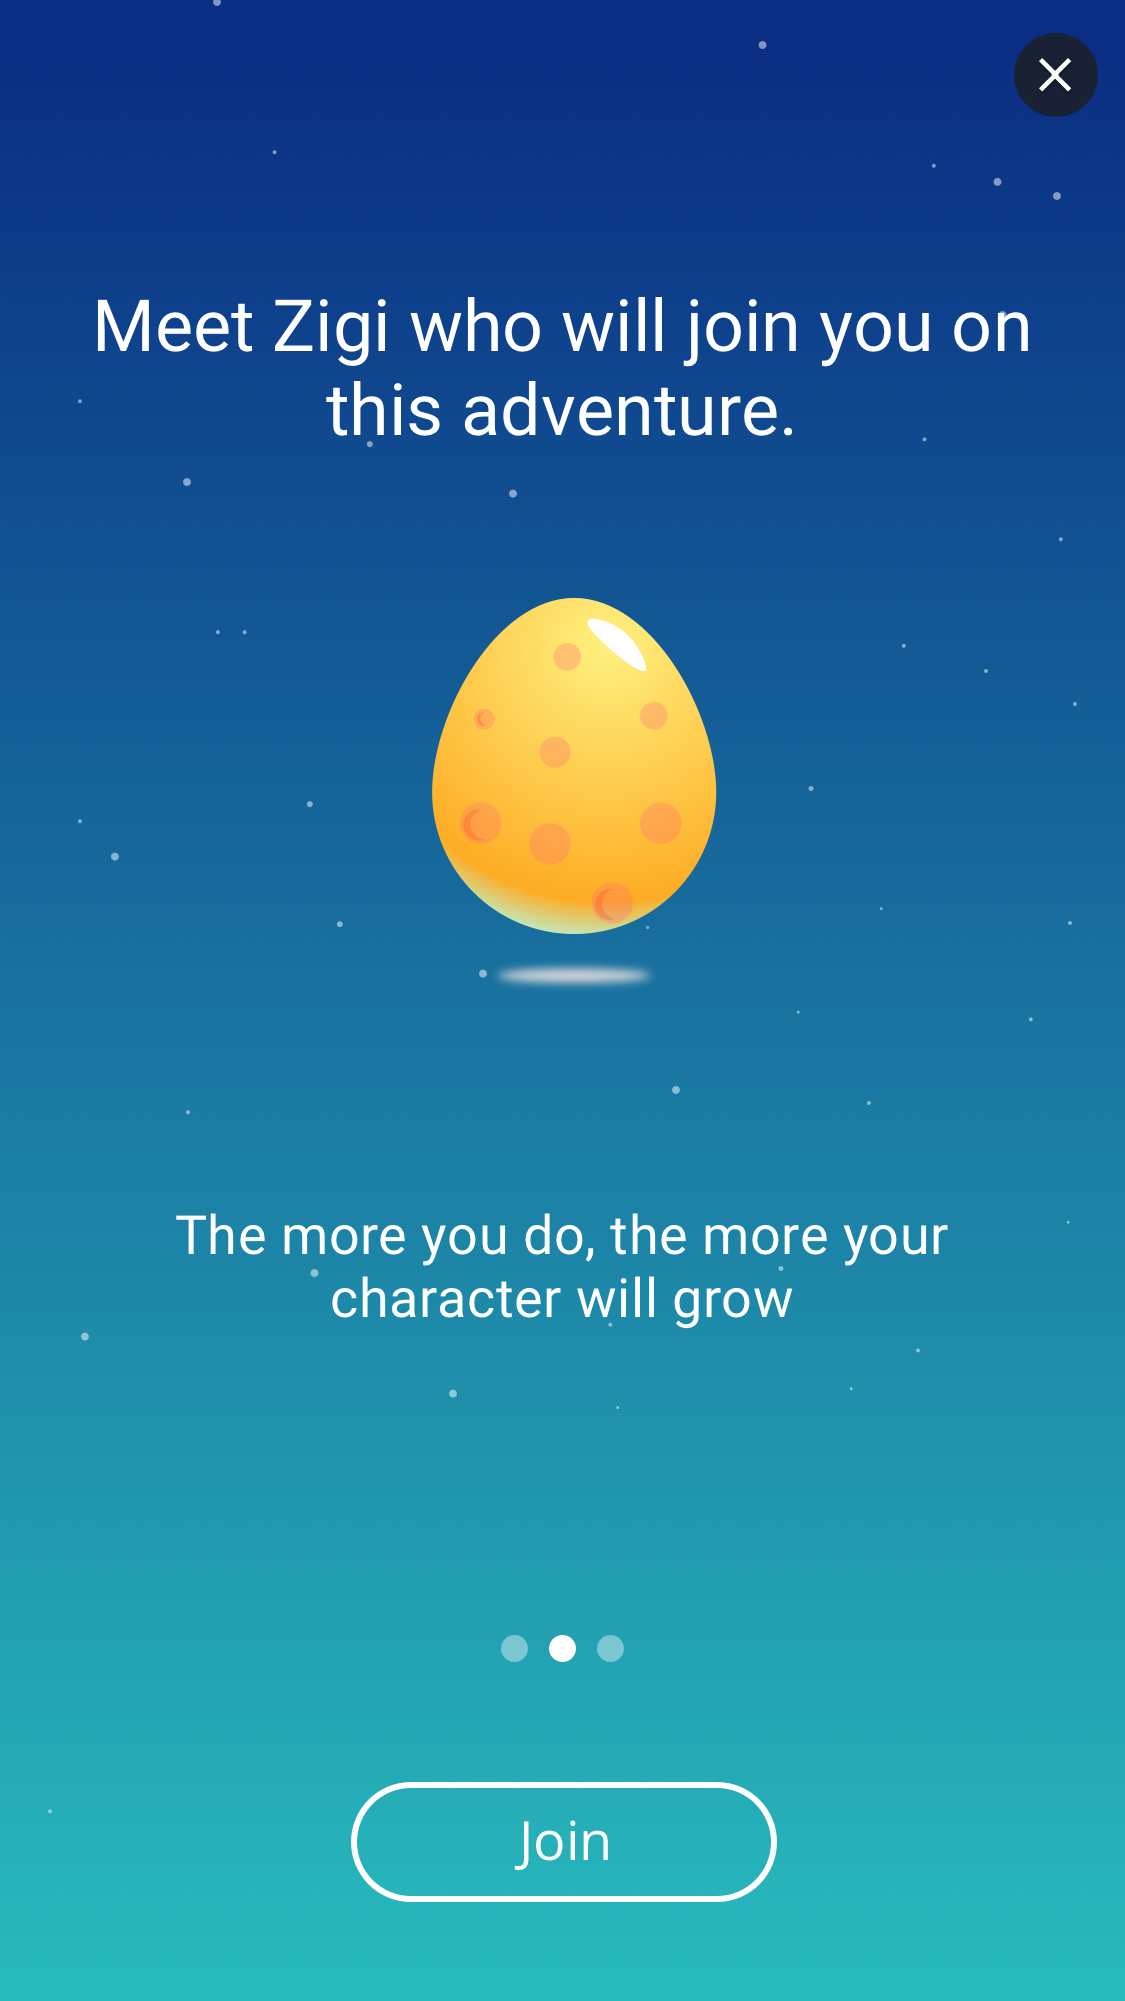 Meet Zigi who will join you on
this adventure.
The more you do, the more your
character will grow
Join